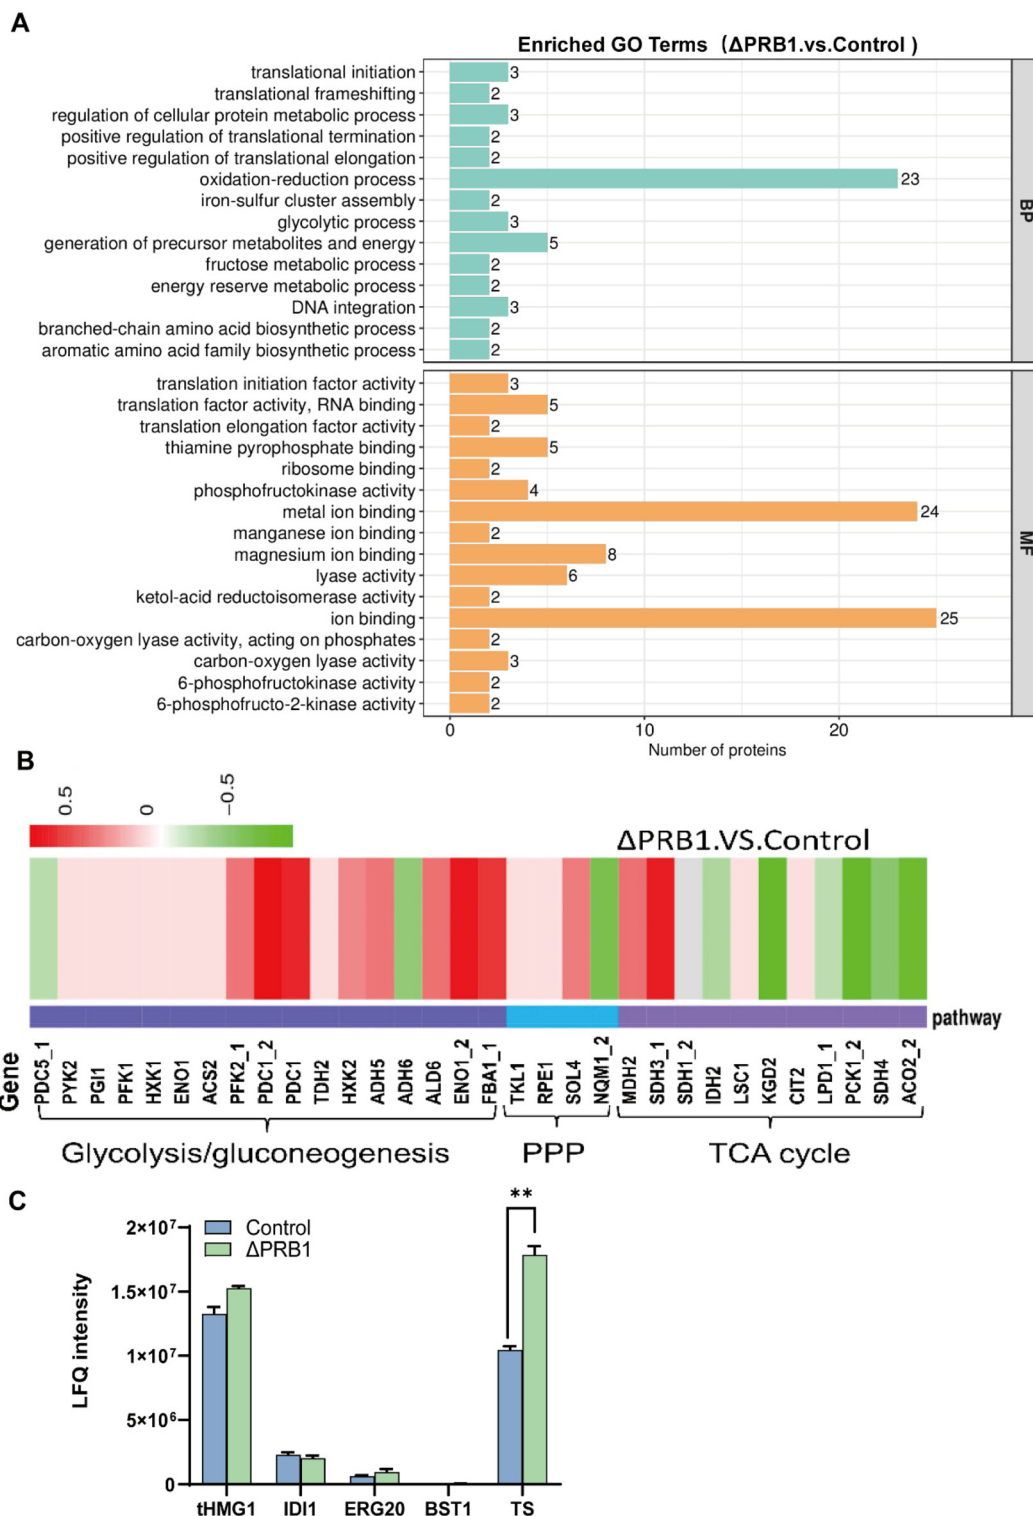 A
Enriched GO Terms (ΔPRB1.vs.Control )
translational initiation 3
translational frameshifting 2
regulation of cellular protein metabolic process 3
positive regulation of translational termination 2
positive regulation of translational elongation 2
oxidation-reduction process 23
iron-sulfur cluster assembly 2
glycolytic process 3
generation of precursor metabolites and energy 5
fructose metabolic process 2
energy reserve metabolic process 2
DNA integration 3
branched-chain amino acid biosynthetic process 2
aromatic amino acid family biosynthetic process 2
BP
translation initiation factor activity 3
translation factor activity, RNA binding 5
translation elongation factor activity 2
thiamine pyrophosphate binding 5
ribosome binding 2
phosphofructokinase activity 4
metal ion binding 24
manganese ion binding 2
magnesium ion binding 8
lyase activity 6
ketol-acid reductoisomerase activity 2
ion binding 25
carbon-oxygen lyase activity, acting on phosphates 2
carbon-oxygen lyase activity 3
6-phosphofructokinase activity 2
6-phosphofructo-2-kinase activity 2
MF
0 10 20
Number of proteins
B
0.5 0 -0.5
ΔPRB1.VS.Control
pathway
Gene
PDC5_1
PYK2
PGI1
PFK1
HXK1
ENO1
ACS2
PFK2_1
PDC1_2
PDC1
TDH2
HXK2
ADH5
ADH6
ALD6
ENO1_2
FBA1_1
TKL1
RPE1
SOL4
NQM1_2
MDH2
SDH3_1
SDH1_2
IDH2
LSC1
KGD2
CIT2
LPD1_1
PCK1_2
SDH4
ACO2_2
Glycolysis/gluconeogenesis PPP TCA cycle
C
Control
ΔPRB1
**
LFQ intensity
2×10⁷
1.5×10⁷
1×10⁷
5×10⁶
0
tHMG1 IDI1 ERG20 BST1 TS